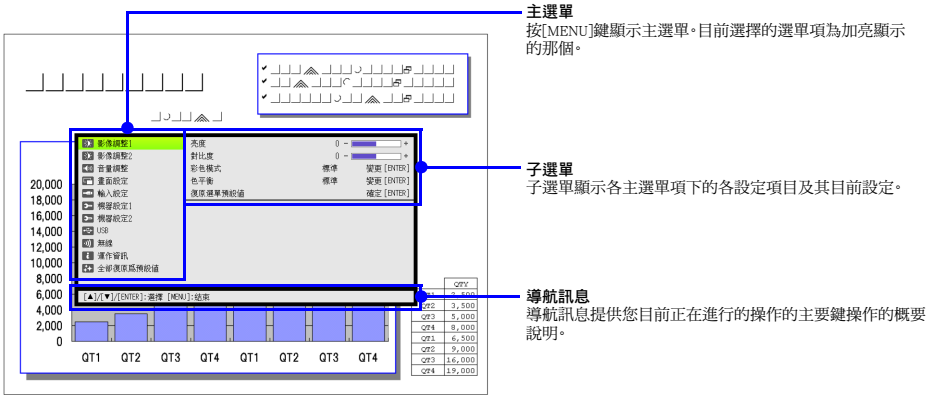 主選單
按[MENU]鍵顯示主選單。目前選擇的選單項為加亮顯示
的那個。
影像調整1
影像調整2
音量調整
畫面設定
輸入設定
機器設定1
機器設定2
USB
無線
運作資訊
全部復原爲預設値
亮度 0 - +
對比度 0 - +
彩色模式 標準 變更 [ENTER]
色平衡 標準 變更 [ENTER]
復原選單預設値 確定 [ENTER]
子選單
子選單顯示各主選單項下的各設定項目及其目前設定。
[▲]/[▼]/[ENTER]:選擇 [MENU]:结束
導航訊息
導航訊息提供您目前正在進行的操作的主要鍵操作的概要
說明。
20,000
18,000
16,000
14,000
12,000
10,000
8,000
6,000
4,000
2,000
0
QT1 QT2 QT3 QT4 QT1 QT2 QT3 QT4
QTY
QT2 3,500
QT3 5,000
QT4 8,000
QT1 6,500
QT2 9,000
QT3 16,000
QT4 19,000